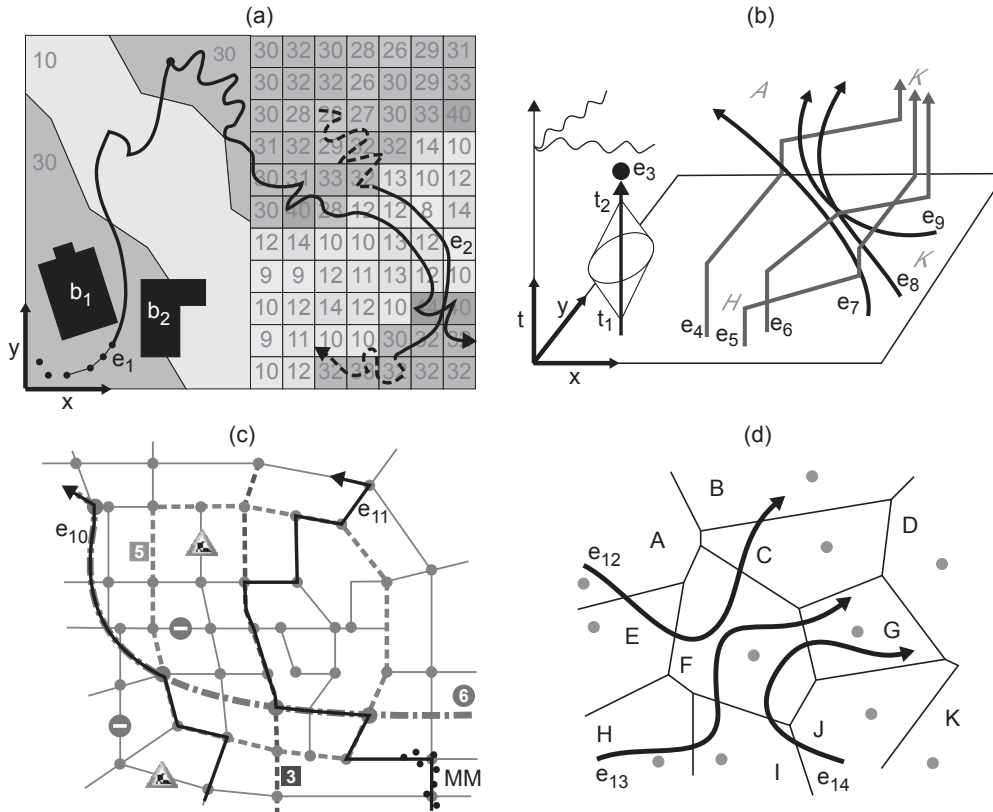 (a)
10
30
30
30 32 30 28 26 29 31
30 32 32 26 30 29 33
30 28 27 30 33 40
31 32 29 32 32 14 10
31 33 13 10 12
30 40 28 12 12 8 14
12 14 10 10 13 12
9 9 12 11 13 12 10
10 12 14 12
9 11 10 10 30
10 12 32 32 32
e2
b1
b2
e1
y
x
(b)
A
K
e3
t2
t1
y
t
x
H
K
e4
e5
e6
e7
e8
e9
(c)
e10
e11
5
6
3
MM
(d)
B
D
A
C
e12
E
G
F
H
J
K
I
e13
e14